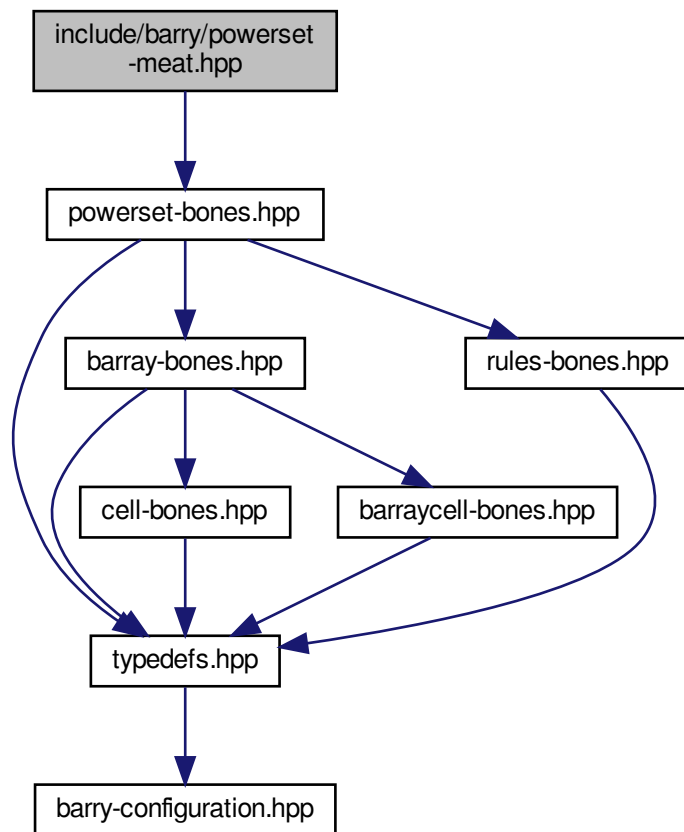 include/barry/powerset
-meat.hpp
powerset-bones.hpp
barray-bones.hpp
rules-bones.hpp
cell-bones.hpp
barraycell-bones.hpp
typedefs.hpp
barry-configuration.hpp